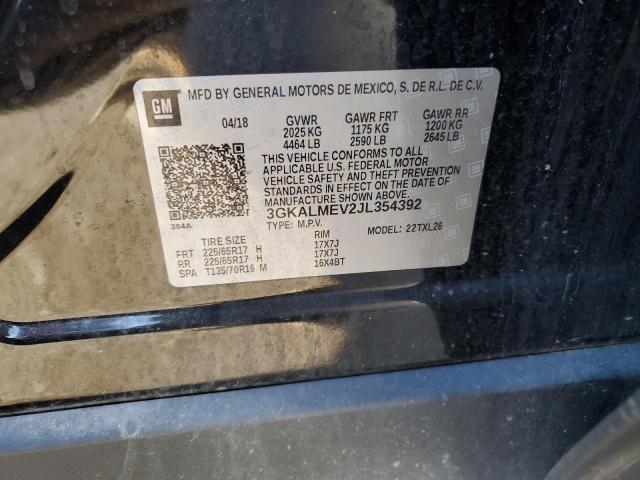 GM
MFD BY GENERAL MOTORS DE MEXICO, S. DE R.L. DE C.V.
04/18 GVWR GAWR FRT GAWR RR
2025 KG 1175 KG 1200 KG
4464 LB 2590 LB 2645 LB
THIS VEHICLE CONFORMS TO ALL
APPLICABLE U.S. FEDERAL MOTOR
VEHICLE SAFETY AND THEFT PREVENTION
STANDARDS IN EFFECT ON THE DATE
OF MANUFACTURE SHOWN ABOVE.
3GKALMEV2JL354392
384A TYPE: M.P.V. MODEL: 22TXL26
TIRE SIZE RIM
FRT 225/65R17 H 17X7J
RR 225/65R17 H 17X7J
SPA T135/70R16 M 16X4BT